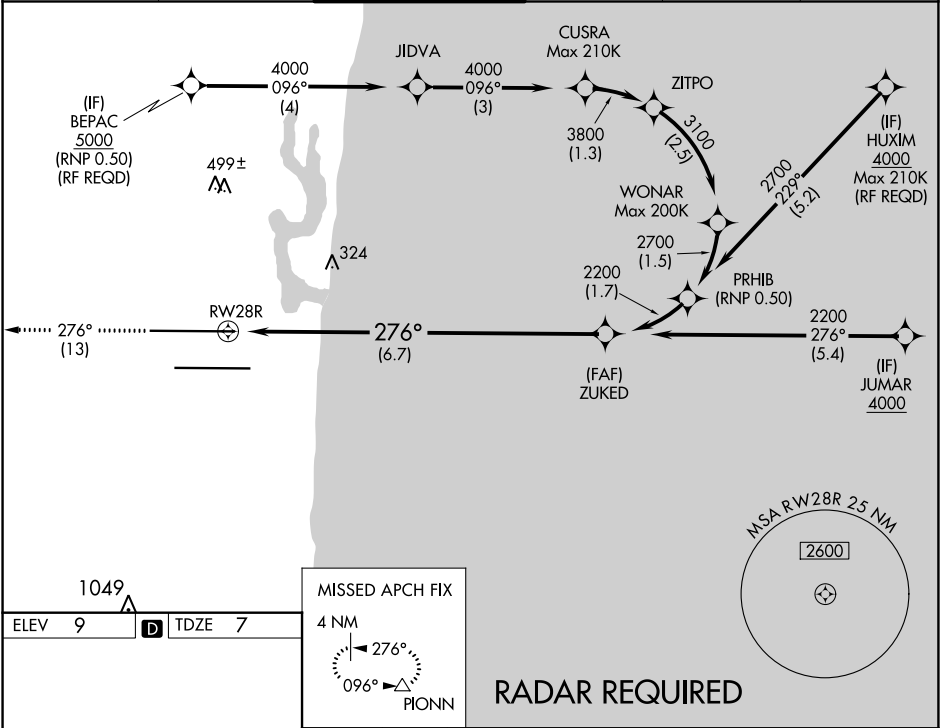 CUSRA
Max 210K
JIDVA
ZITPO
4000
096°
(4)
4000
096°
(3)
(IF)
BEPAC
5000
(RNP 0.50)
(RF REQD)
3800
(1.3)
3100
(2.5)
(IF)
HUXIM
4000
Max 210K
(RF REQD)
499±
2700
229°
(5.2)
WONAR
Max 200K
324
2700
(1.5)
2200
(1.7)
PRHIB
(RNP 0.50)
RW28R
276°
(13)
276°
(6.7)
2200
276°
(5.4)
(FAF)
ZUKED
(IF)
JUMAR
4000
MSA RW28R 25 NM
2600
1049
ELEV 9 D TDZE 7
MISSED APCH FIX
4 NM
276°
096°
PIONN
RADAR REQUIRED